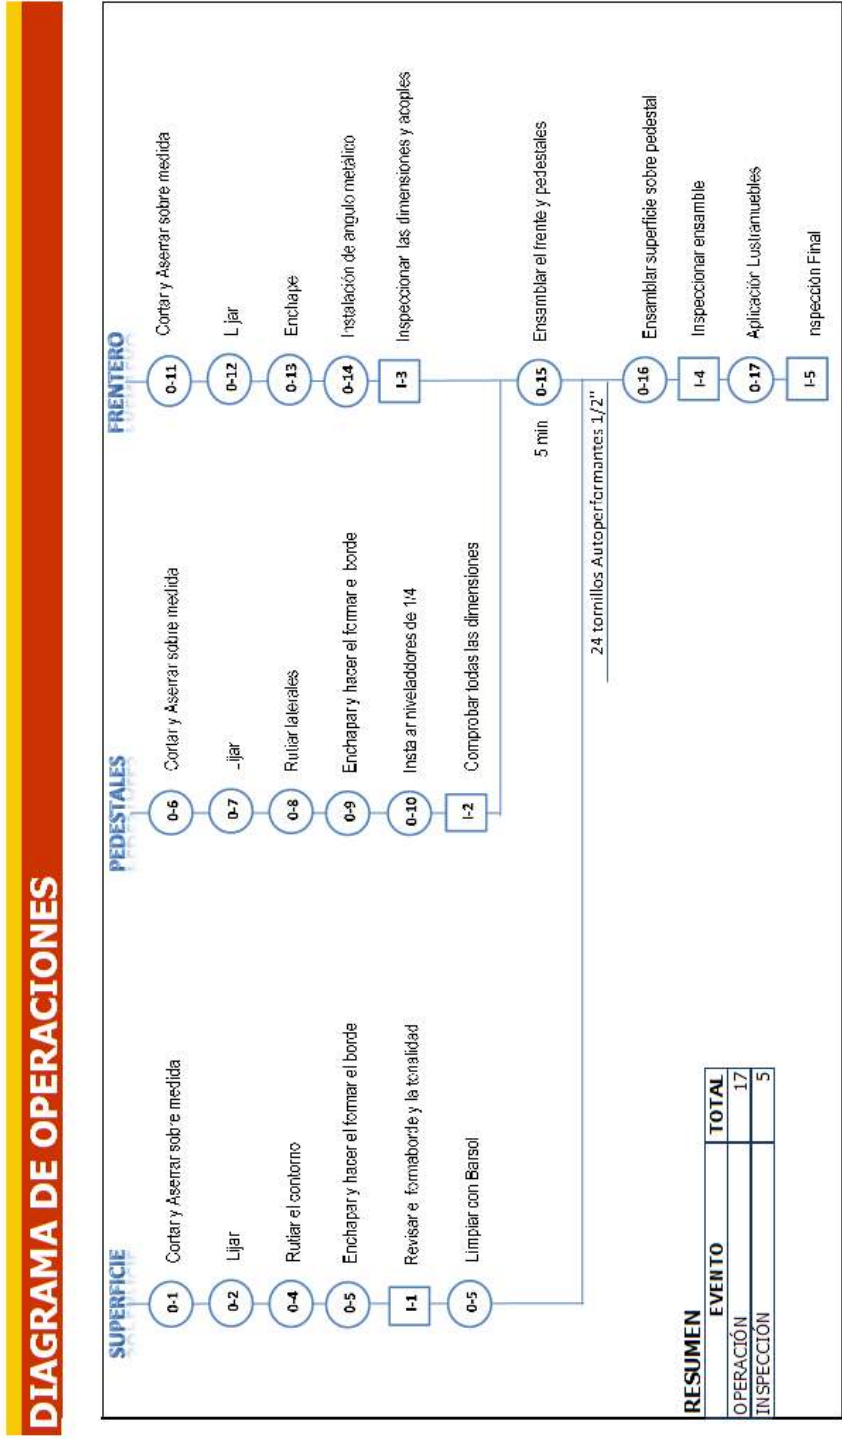 DIAGRAMA DE OPERACIONES
SUPERFICIE
0-1 Cortar y Aserrar sobre medida
0-2 Lijar
0-4 Rutiar el contorno
0-5 Enchapar y hacer el formar el borde
I-1 Revisar e formaborde y la tonalidad
0-5 Limpiar con Barsol
PEDESTALES
0-6 Cortar y Aserrar sobre medida
0-7 Lijar
0-8 Rutiar laterales
0-9 Enchapar y hacer el formar e borde
0-10 Insta ar niveladdores de 1/4
I-2 Comprobar todas las dimensiones
FRENTERO
0-11 Cortar y Aserrar sobre medida
0-12 L jar
0-13 Enchape
0-14 Instalación de angulo metálico
I-3 Inspeccionar las dimensiones y acoples
5 min 0-15 Ensamblar el frente y pedestales
24 tornillos Autoperformantes 1/2"
0-16 Ensamblar superficie sobre pedestal
I-4 Inspeccionar ensamble
0-17 Aplicación Lustramuebles
I-5 nspección Final
RESUMEN
EVENTO TOTAL
OPERACIÓN 17
INSPECCIÓN 5